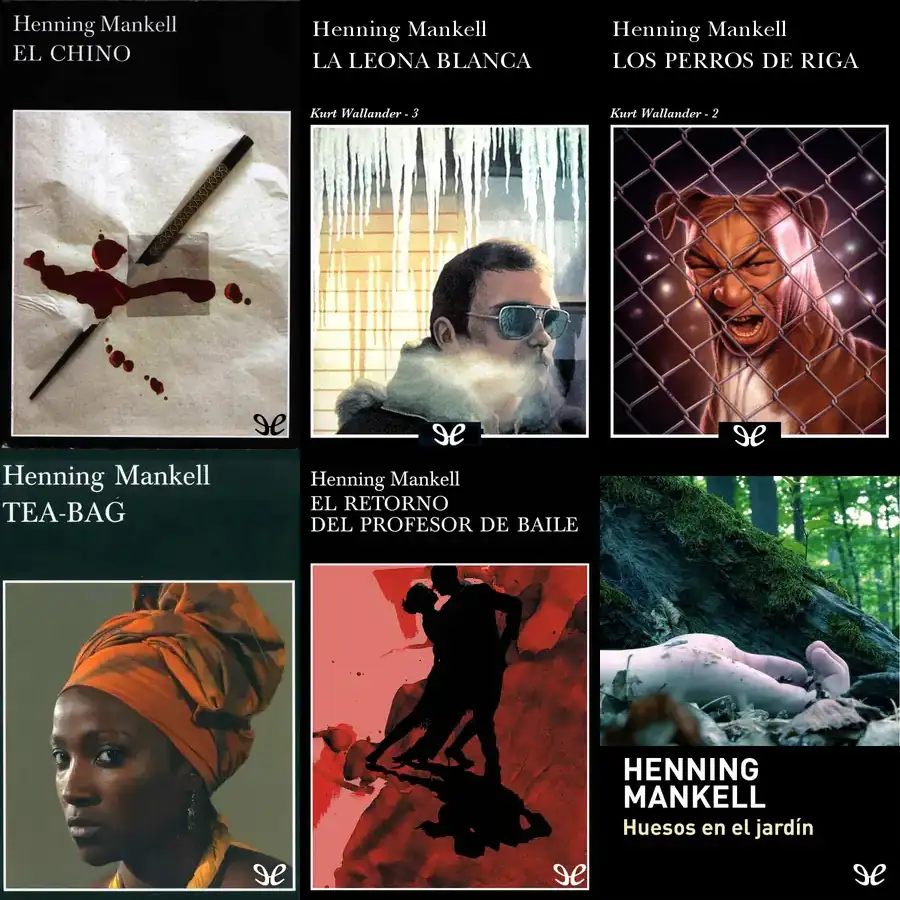 Henning Mankell
EL CHINO
Henning Mankell
LA LEONA BLANCA
Kurt Wallander - 3
Henning Mankell
LOS PERROS DE RIGA
Kurt Wallander - 2
Henning Mankell
TEA-BAG
Henning Mankell
EL RETORNO
DEL PROFESOR DE BAILE
HENNING
MANKELL
Huesos en el jardín